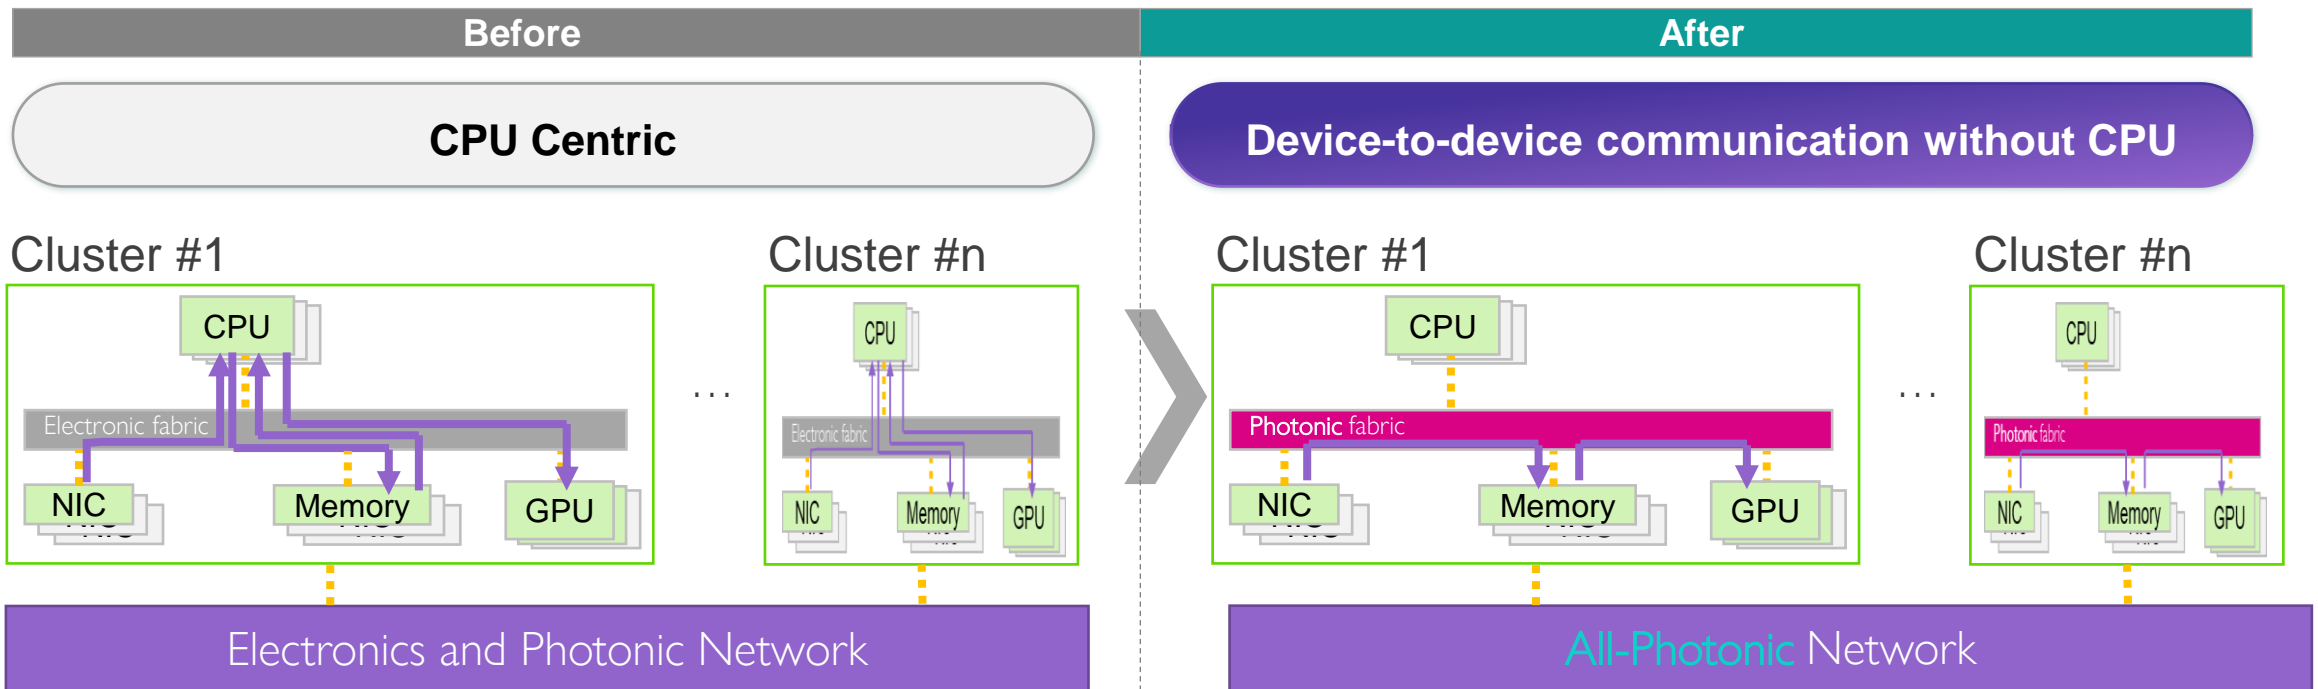 Before
After
CPU Centric
Device-to-device communication without CPU
Cluster #1
Cluster #n
Cluster #1
Cluster #n
CPU
Electronic fabric
NIC
Memory
GPU
...
CPU
Electronic fabric
NIC
Memory
GPU
CPU
Photonic fabric
NIC
Memory
GPU
...
CPU
Photonic fabric
NIC
Memory
GPU
Electronics and Photonic Network
All-Photonic Network